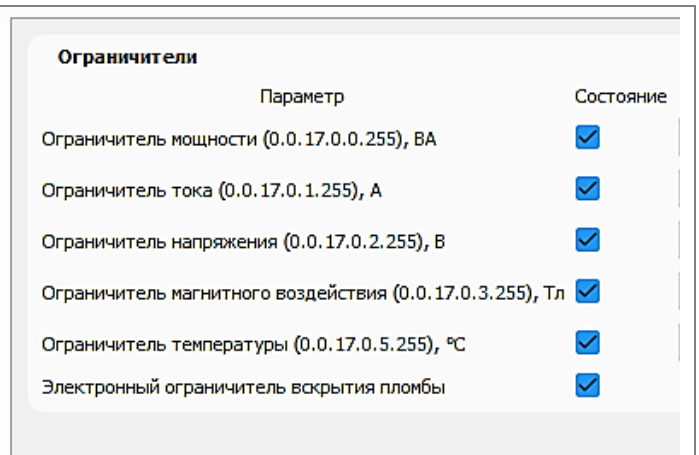 Ограничители
Параметр Состояние
Ограничитель мощности (0.0.17.0.0.255), ВА
Ограничитель тока (0.0.17.0.1.255), А
Ограничитель напряжения (0.0.17.0.2.255), В
Ограничитель магнитного воздействия (0.0.17.0.3.255), Тл
Ограничитель температуры (0.0.17.0.5.255), °С
Электронный ограничитель вскрытия пломбы